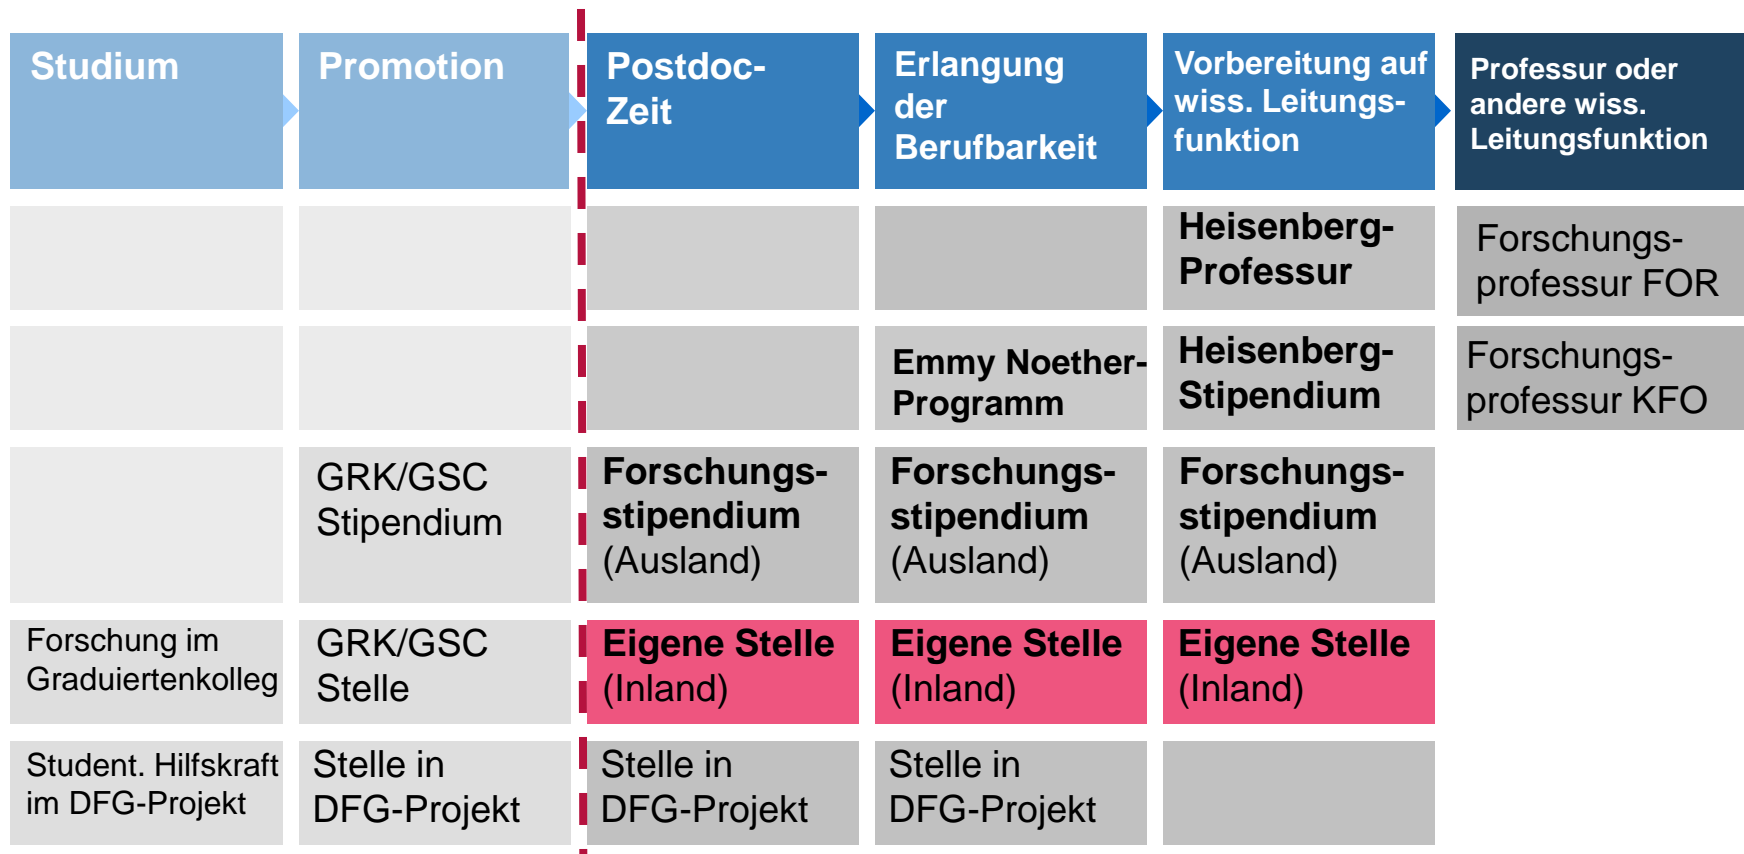 Studium
Promotion
Postdoc-
Zeit
Erlangung
der
Berufbarkeit
Vorbereitung auf
wiss. Leitungs-
funktion
Professur oder
andere wiss.
Leitungsfunktion
Heisenberg-
Professur
Forschungs-
professur FOR
Emmy Noether-
Programm
Heisenberg-
Stipendium
Forschungs-
professur KFO
GRK/GSC
Stipendium
Forschungs-
stipendium
(Ausland)
Forschungs-
stipendium
(Ausland)
Forschungs-
stipendium
(Ausland)
Forschung im
Graduiertenkolleg
GRK/GSC
Stelle
Eigene Stelle
(Inland)
Eigene Stelle
(Inland)
Eigene Stelle
(Inland)
Student. Hilfskraft
im DFG-Projekt
Stelle in
DFG-Projekt
Stelle in
DFG-Projekt
Stelle in
DFG-Projekt